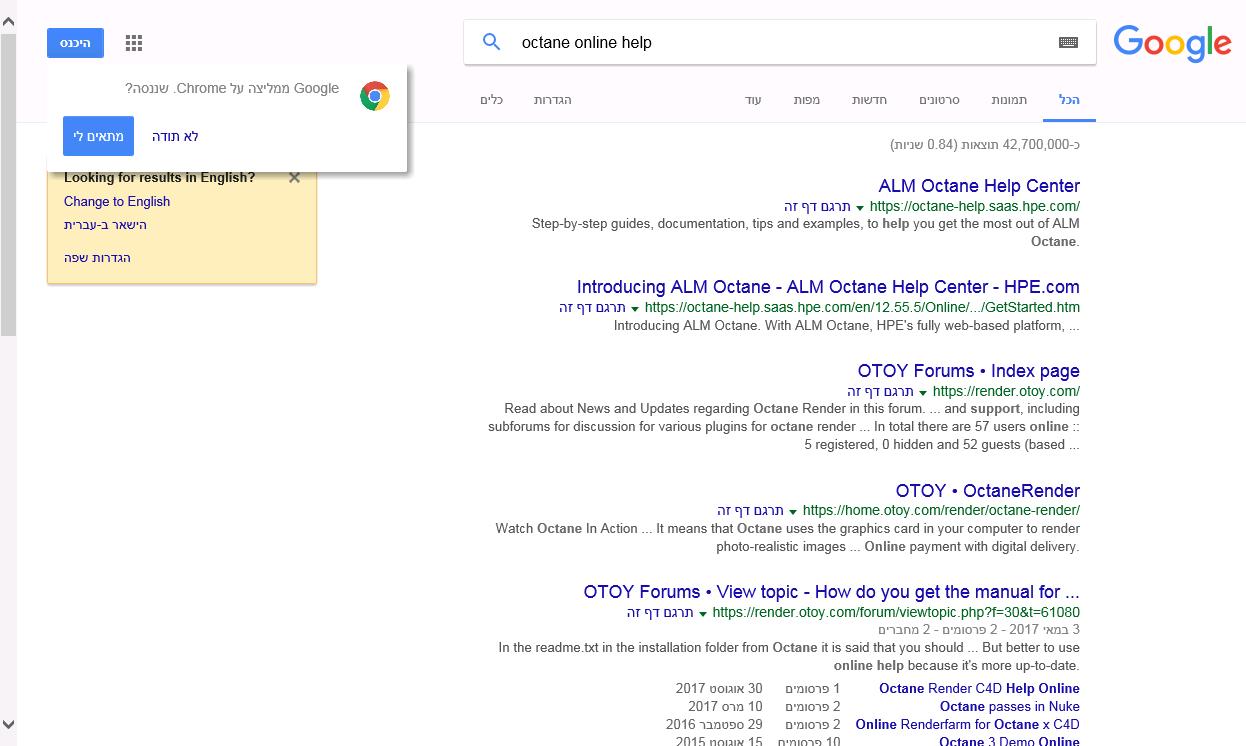 Google
octane online help
היכנס
Google ממליצה על Chrome. שננסה?
מתאים לי
לא תודה
הכל
תמונות
סרטונים
חדשות
מפות
עוד
הגדרות
כלים
כ-42,700,000 תוצאות (0.84 שניות)
Looking for results in English?
Change to English
הישאר ב-עברית
הגדרות שפה
ALM Octane Help Center
https://octane-help.saas.hpe.com/ תרגם דף זה
Step-by-step guides, documentation, tips and examples, to help you get the most out of ALM
Octane.
Introducing ALM Octane - ALM Octane Help Center - HPE.com
https://octane-help.saas.hpe.com/en/12.55.5/Online/.../GetStarted.htm תרגם דף זה
Introducing ALM Octane. With ALM Octane, HPE's fully web-based platform, ...
OTOY Forums • Index page
https://render.otoy.com/ תרגם דף זה
Read about News and Updates regarding Octane Render in this forum. ... and support, including
subforums for discussion for various plugins for octane render ... In total there are 57 users online ::
5 registered, 0 hidden and 52 guests (based ...
OTOY • OctaneRender
https://home.otoy.com/render/octane-render/ תרגם דף זה
Watch Octane In Action ... It means that Octane uses the graphics card in your computer to render
photo-realistic images ... Online payment with digital delivery.
OTOY Forums • View topic - How do you get the manual for ...
https://render.otoy.com/forum/viewtopic.php?f=30&t=61080 תרגם דף זה
3 במאי 2017 - 2 פרסומים - 2 מחברים
In the readme.txt in the installation folder from Octane it is said that you should ... But better to use
online help because it's more up-to-date.
Octane Render C4D Help Online 1 פרסומים 30 אוגוסט 2017
Octane passes in Nuke 2 פרסומים 10 מרס 2017
Online Renderfarm for Octane x C4D 2 פרסומים 29 ספטמבר 2016
Octane 3 Demo Online 10 פרסומים 15 אוגוסט 2015